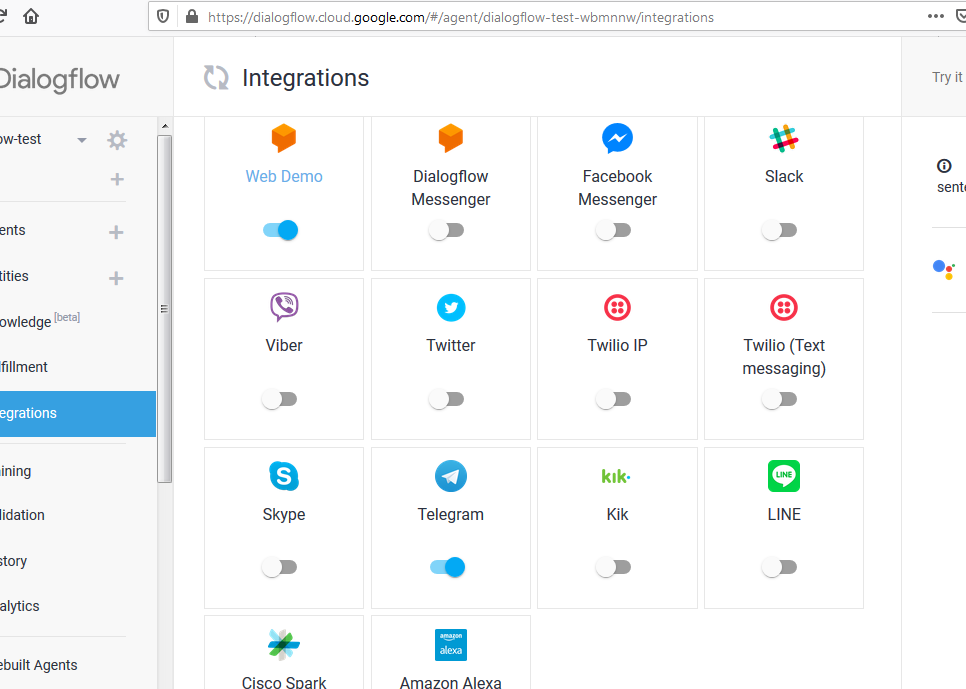 https://dialogflow.cloud.google.com/#/agent/dialogflow-test-wbmnnw/integrations
Dialogflow
Integrations
Try it
ow-test
ents
tities
owledge [beta]
lfillment
egrations
ining
lidation
story
alytics
ebuilt Agents
Web Demo
Dialogflow
Messenger
Facebook
Messenger
Slack
Viber
Twitter
Twilio IP
Twilio (Text
messaging)
Skype
Telegram
kik
Kik
LINE
LINE
Cisco Spark
amazon
alexa
Amazon Alexa
sente